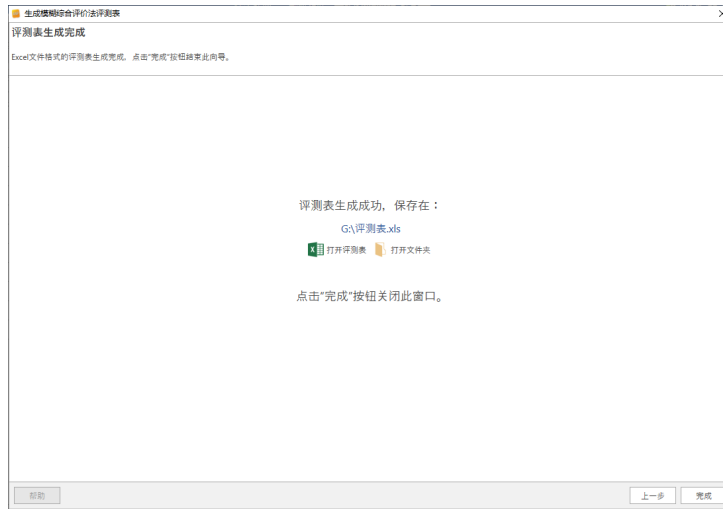 生成模糊综合评价法评测表
评测表生成完成
Excel文件格式的评测表生成完成，点击“完成”按钮结束此向导。
评测表生成成功，保存在：
G:\评测表.xls
打开评测表 打开文件夹
点击“完成”按钮关闭此窗口。
帮助 上一步 完成